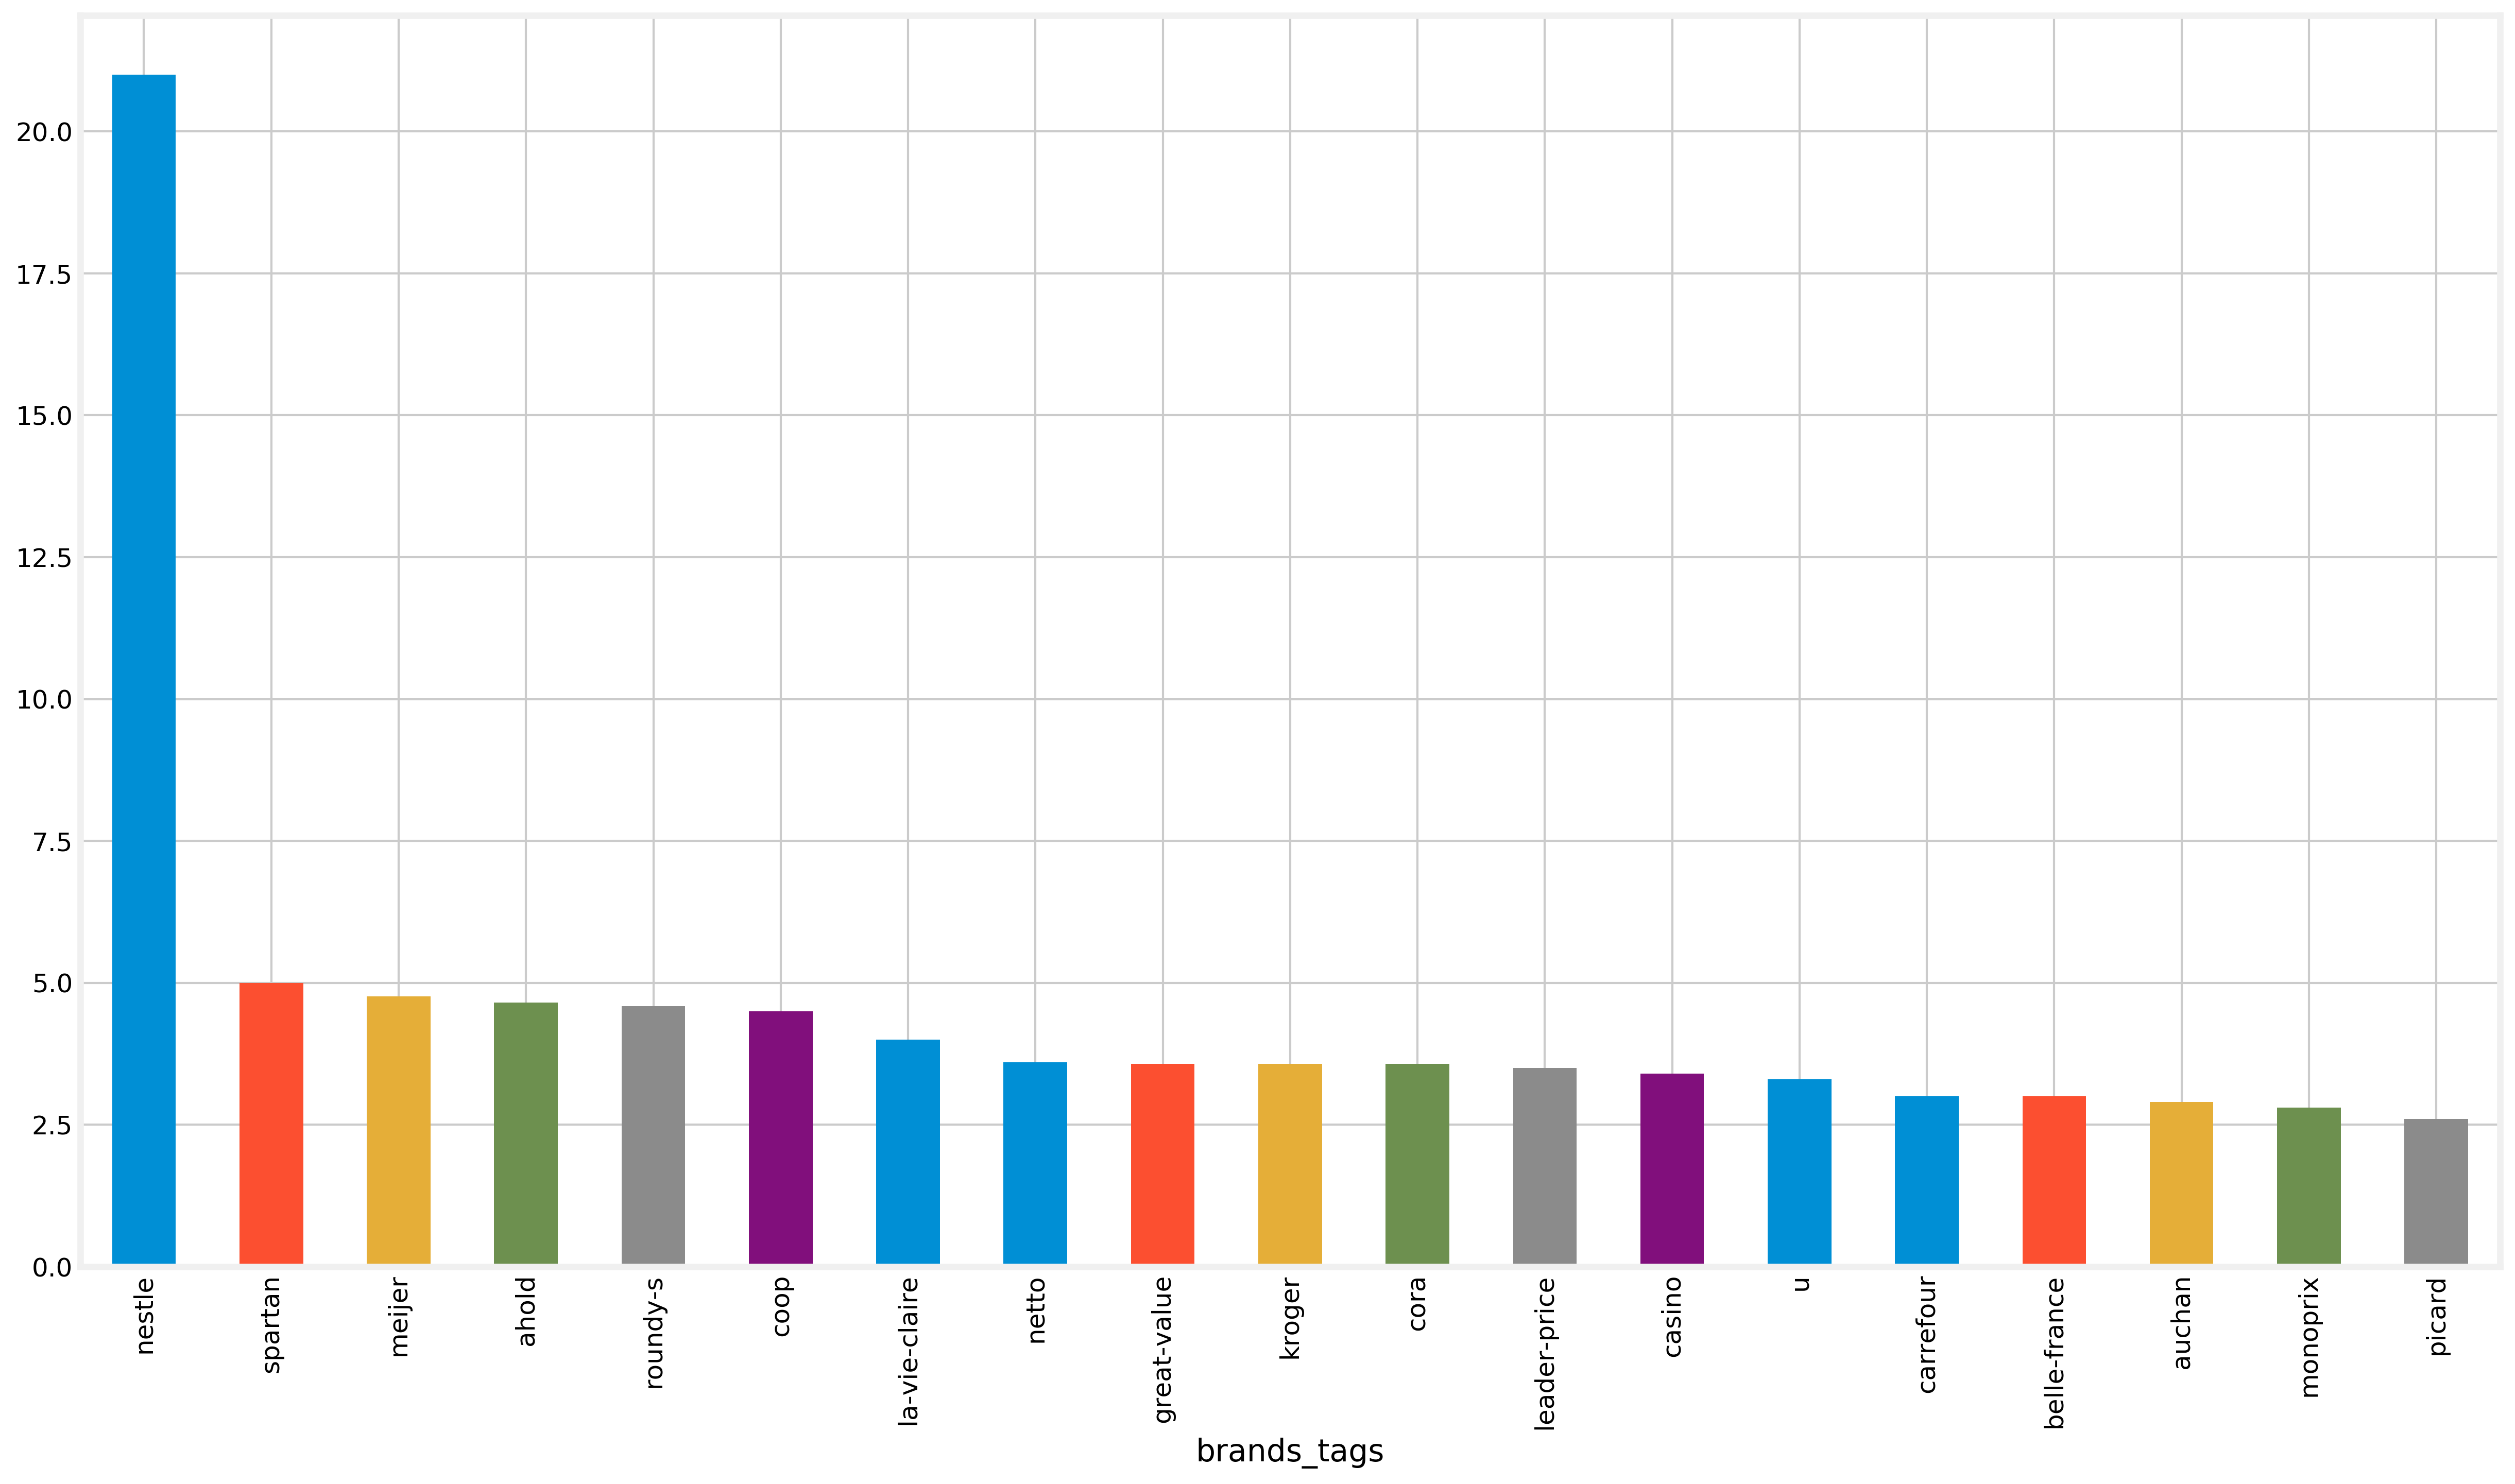 20.0
17.5
15.0
12.5
10.0
7.5
5.0
2.5
0.0
nestle
spartan
meijer
ahold
roundy-s
coop
la-vie-claire
netto
great-value
kroger
cora
leader-price
casino
u
carrefour
belle-france
auchan
monoprix
picard
brands_tags